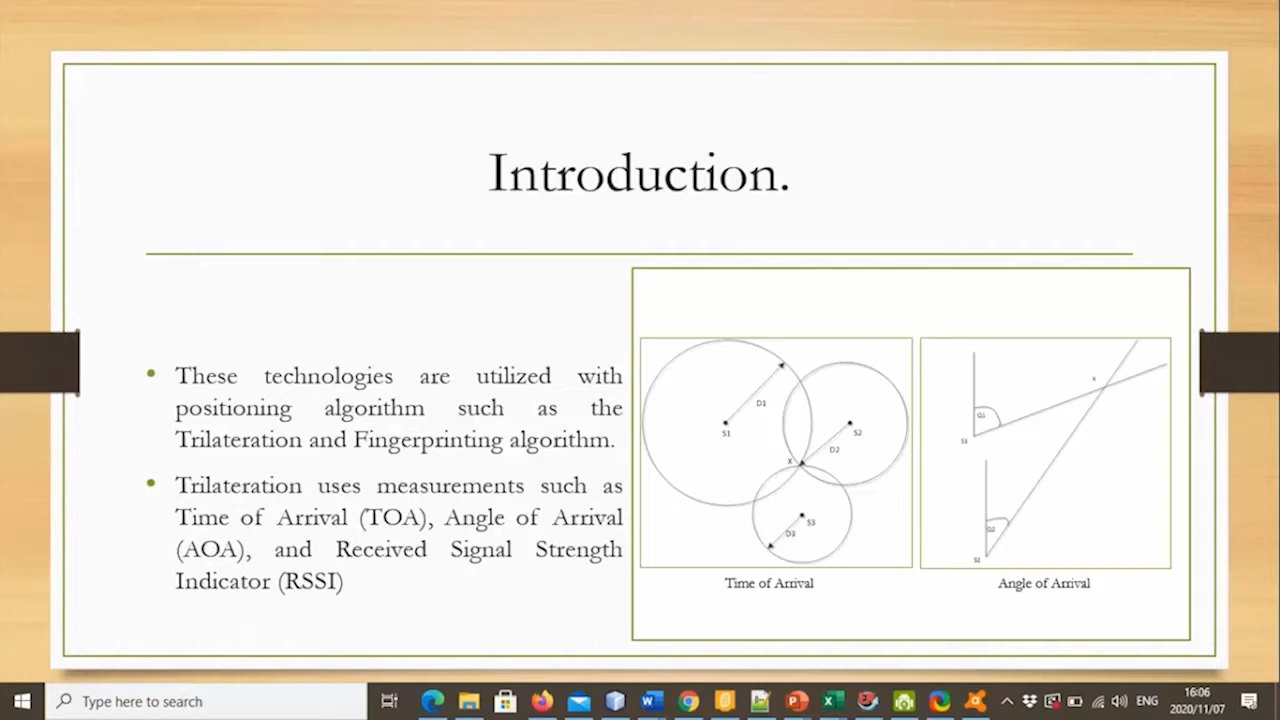 Introduction.
These technologies are utilized with
positioning algorithm such as the
Trilateration and Fingerprinting algorithm.
Trilateration uses measurements such as
Time of Arrival (TOA), Angle of Arrival
(AOA), and Received Signal Strength
Indicator (RSSI)
D1
S1
S2
D2
X
S3
D3
Time of Arrival
X
Q1
S1
Q2
S2
Angle of Arrival
Type here to search
ENG
16:06
2020/11/07